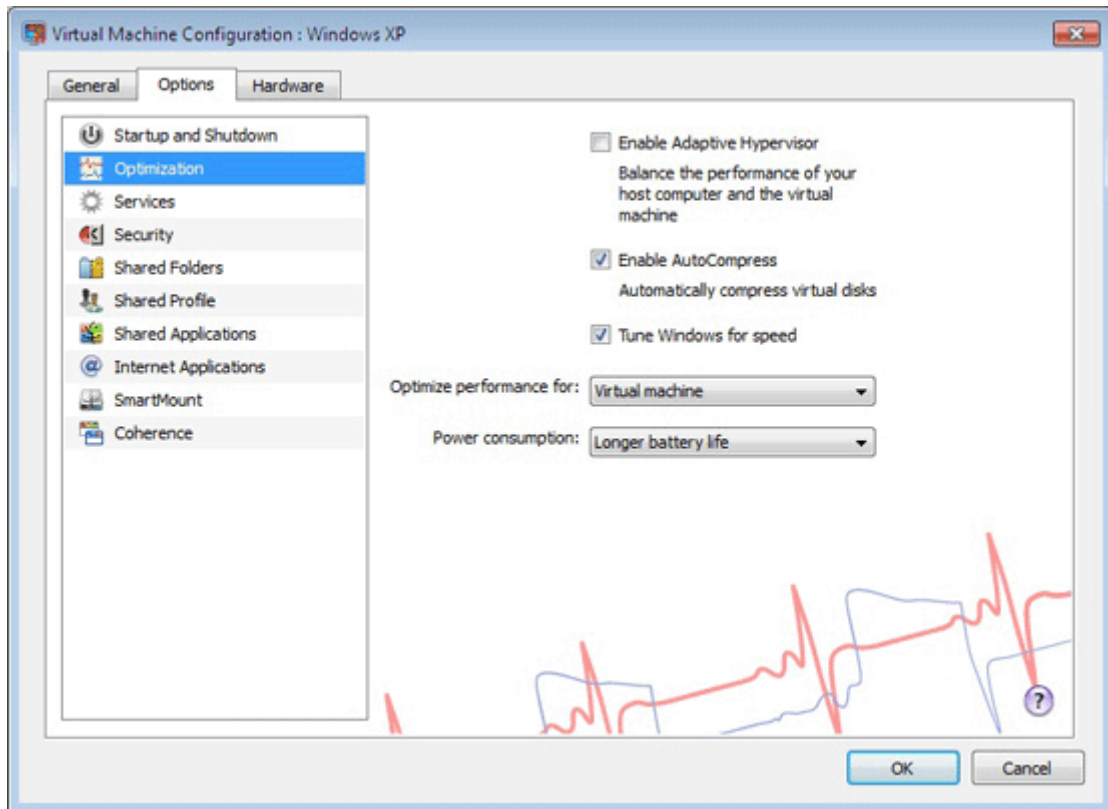 Virtual Machine Configuration : Windows XP
General
Options
Hardware
Startup and Shutdown
Optimization
Services
Security
Shared Folders
Shared Profile
Shared Applications
Internet Applications
SmartMount
Coherence
Enable Adaptive Hypervisor
Balance the performance of your
host computer and the virtual
machine
Enable AutoCompress
Automatically compress virtual disks
Tune Windows for speed
Optimize performance for: Virtual machine
Power consumption: Longer battery life
?
OK
Cancel